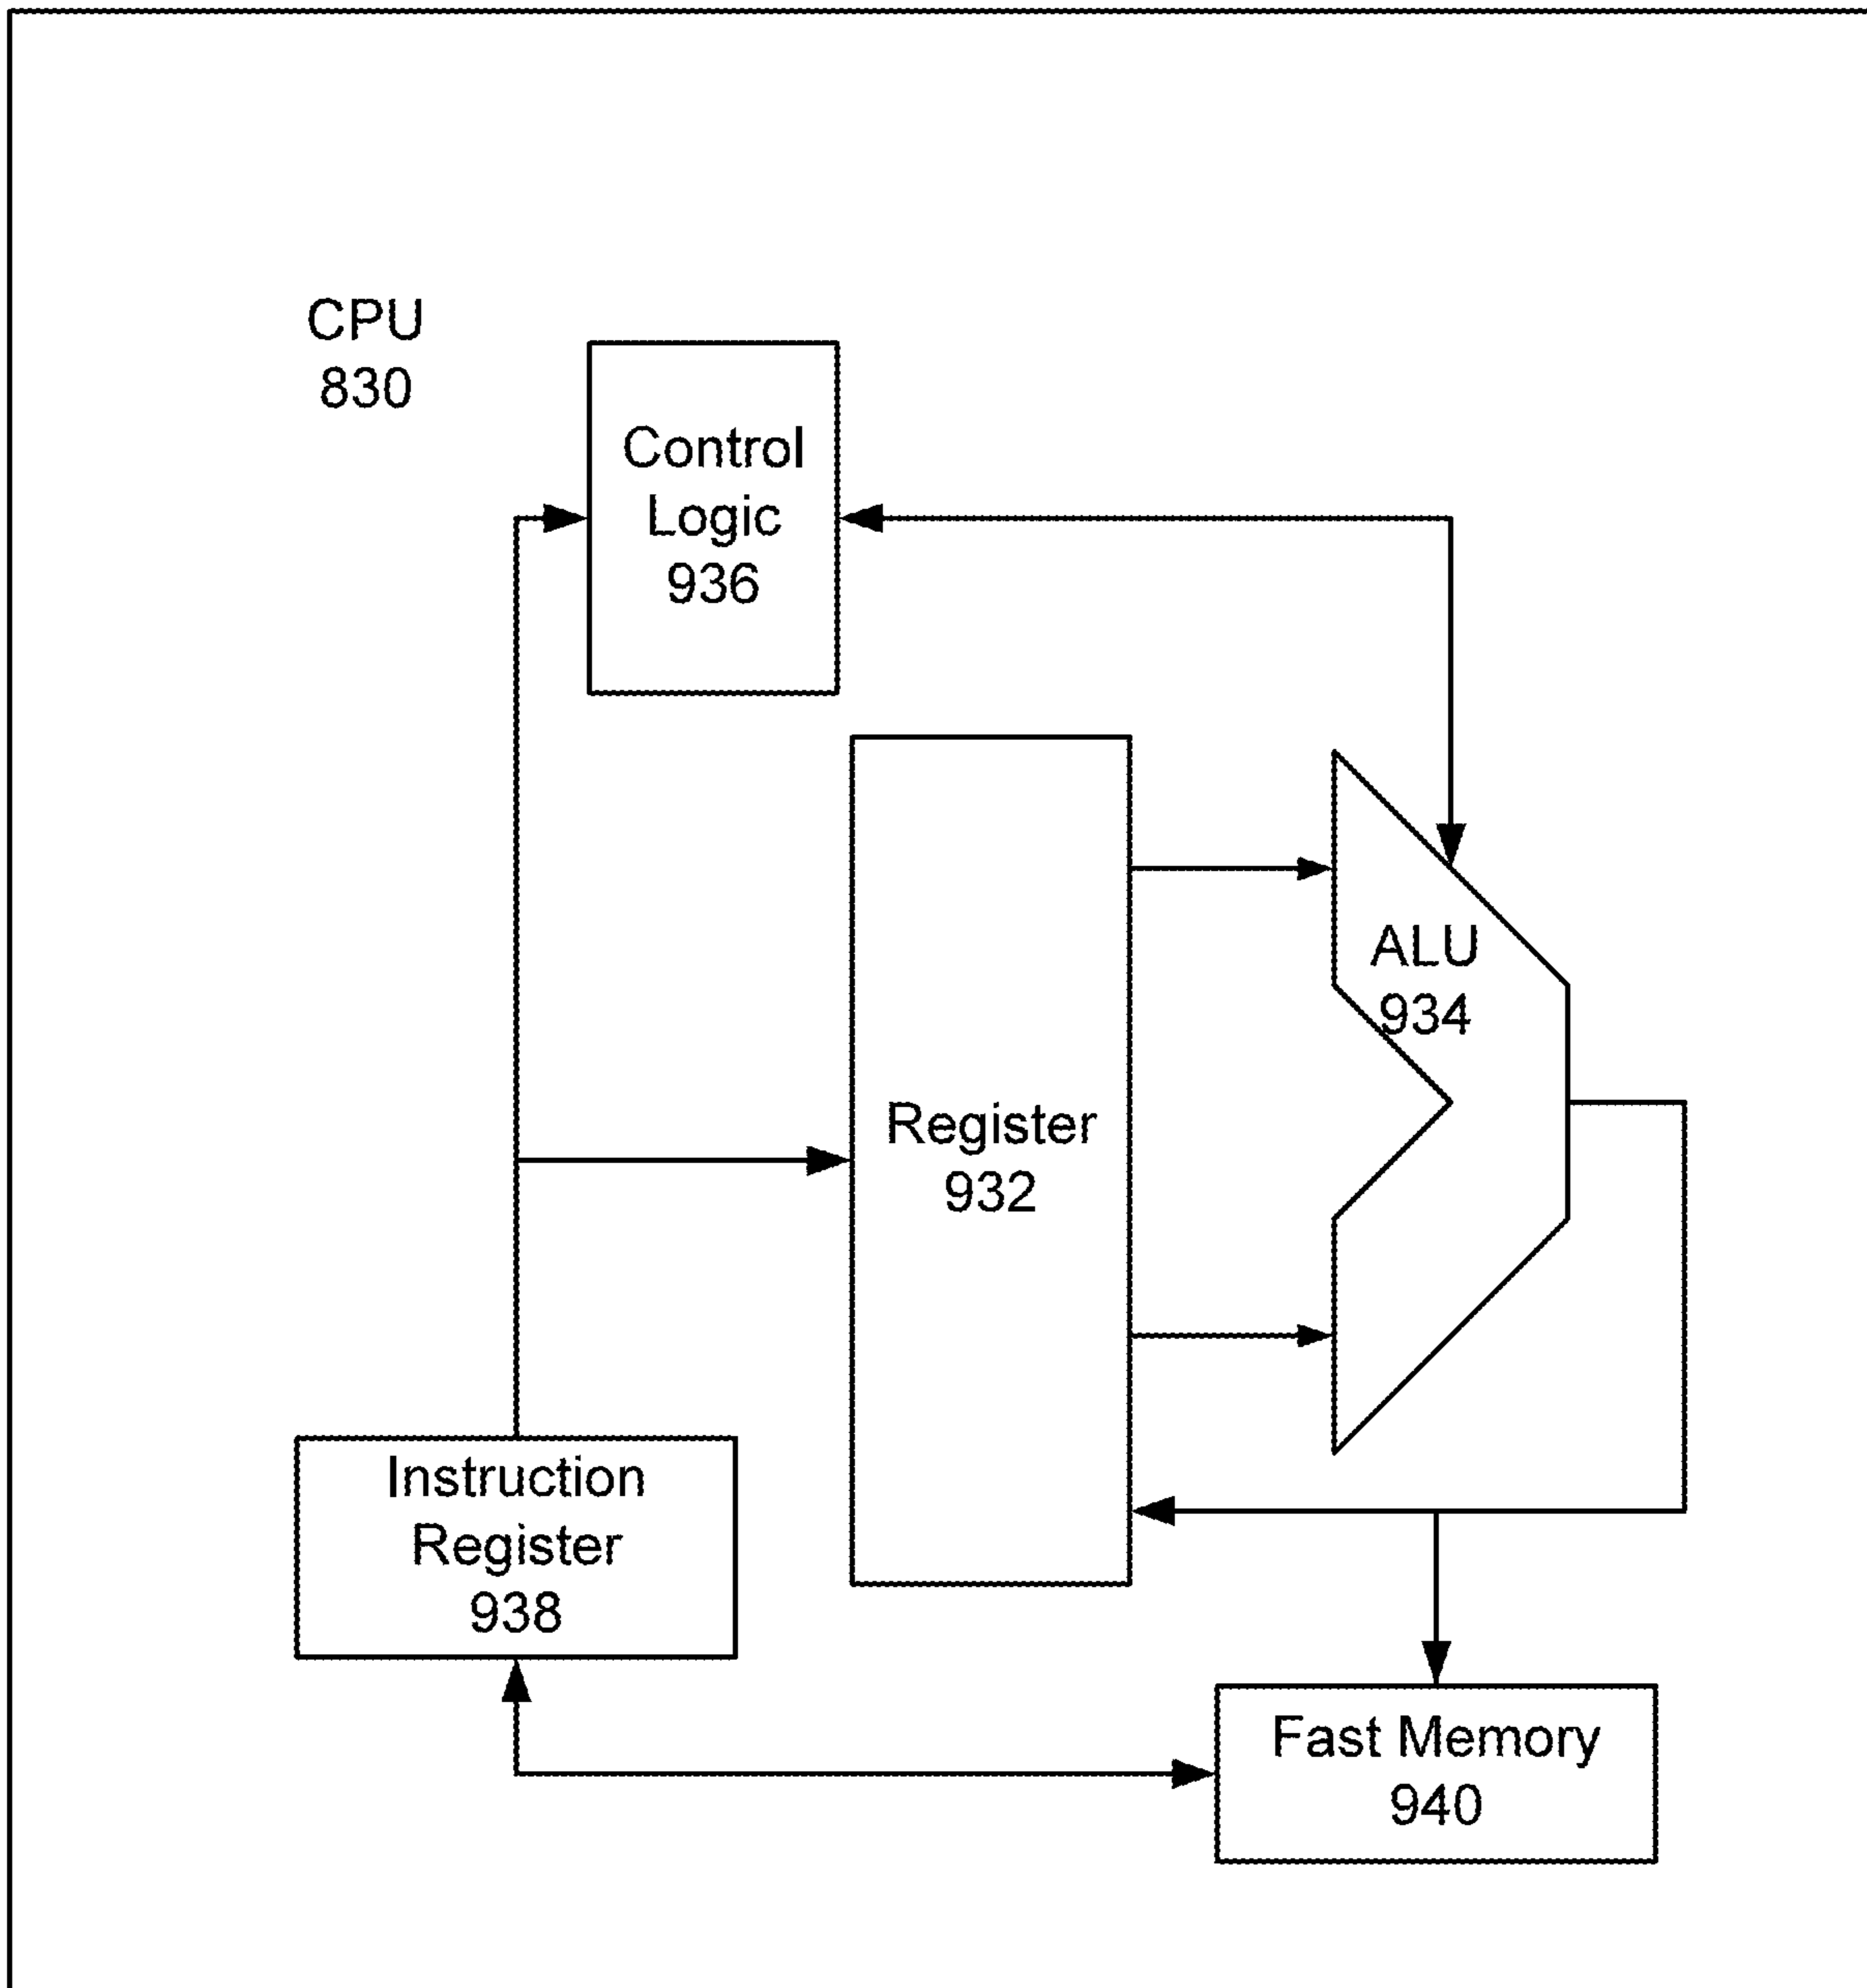 CPU
830
Control
Logic
936
ALU
934
Register
932
Instruction
Register
938
Fast Memory
940